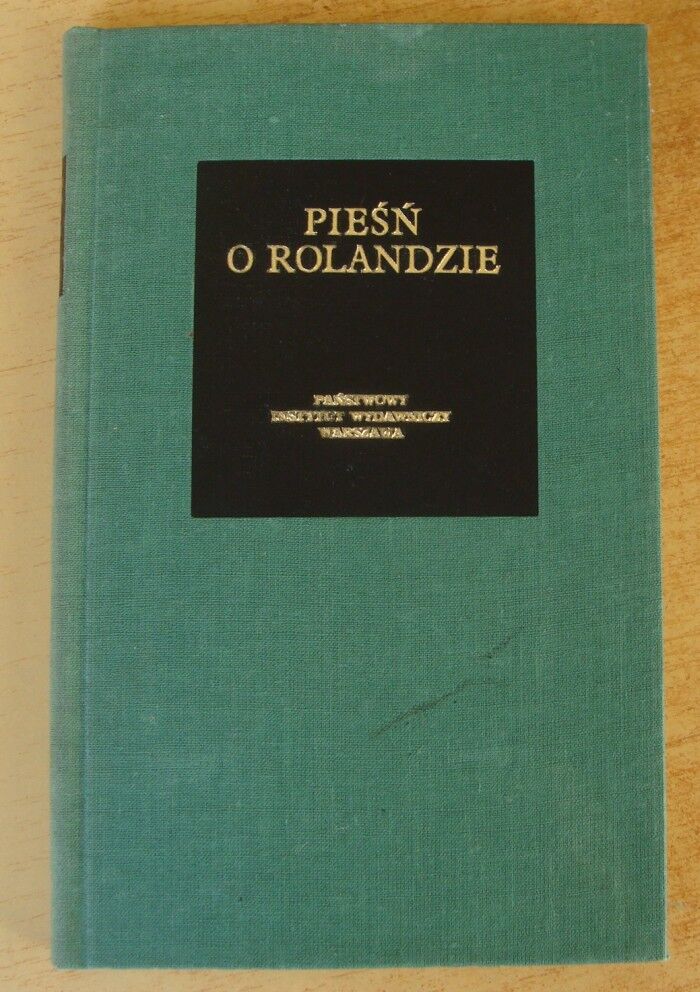 PIEŚŃ
O ROLANDZIE
PAŃSTWOWY
INSTYTUT WYDAWNICZY
WARSZAWA